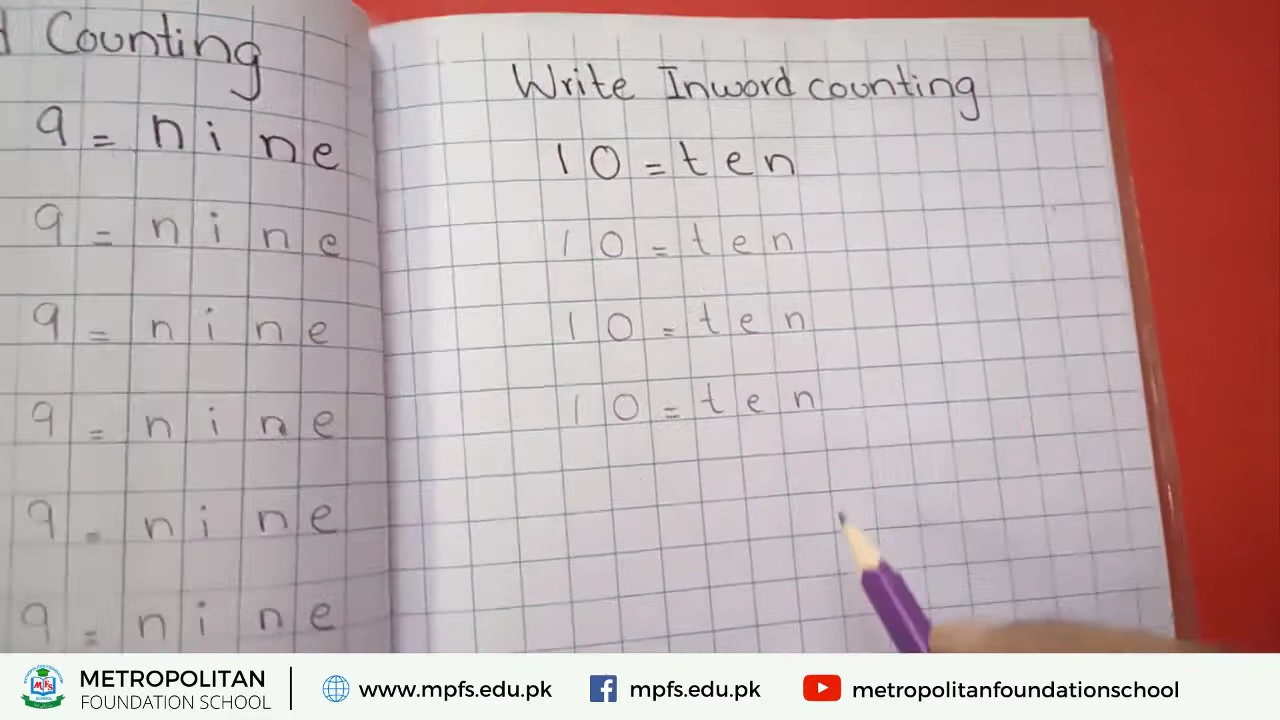 Counting
9 = nine
9 = nine
9 = nine
9 = nine
9 = nine
9 = nine
Write Inword counting
10 = ten
10 = ten
10 = ten
10 = ten
METROPOLITAN
FOUNDATION SCHOOL
www.mpfs.edu.pk
mpfs.edu.pk
metropolitanfoundationschool